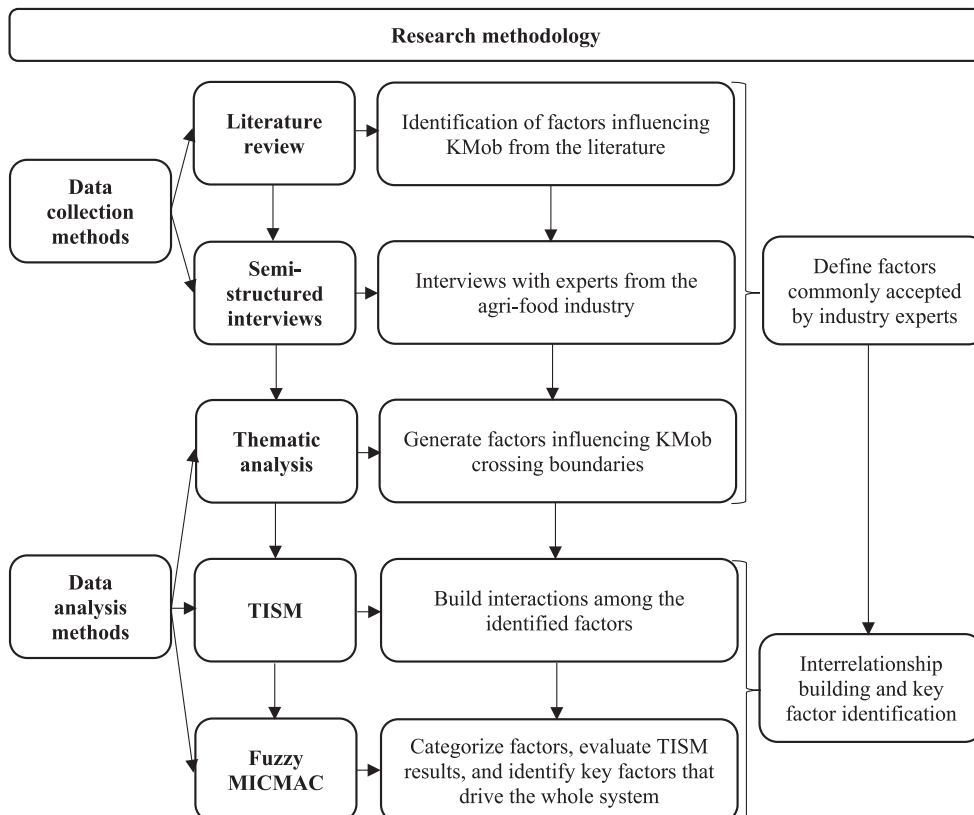 Research methodology
Literature
review
Identification of factors influencing
KMob from the literature
Data
collection
methods
Semi-
structured
interviews
Interviews with experts from the
agri-food industry
Define factors
commonly accepted
by industry experts
Thematic
analysis
Generate factors influencing KMob
crossing boundaries
Data
analysis
methods
TISM
Build interactions among the
identified factors
Interrelationship
building and key
factor identification
Fuzzy
MICMAC
Categorize factors, evaluate TISM
results, and identify key factors that
drive the whole system